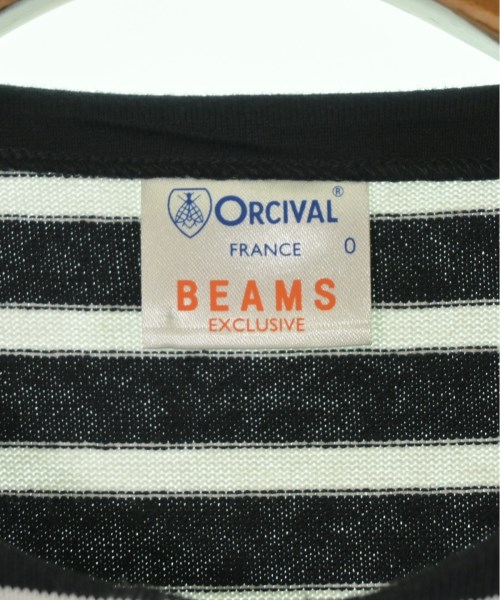 ORCIVAL®
FRANCE 0
BEAMS
EXCLUSIVE